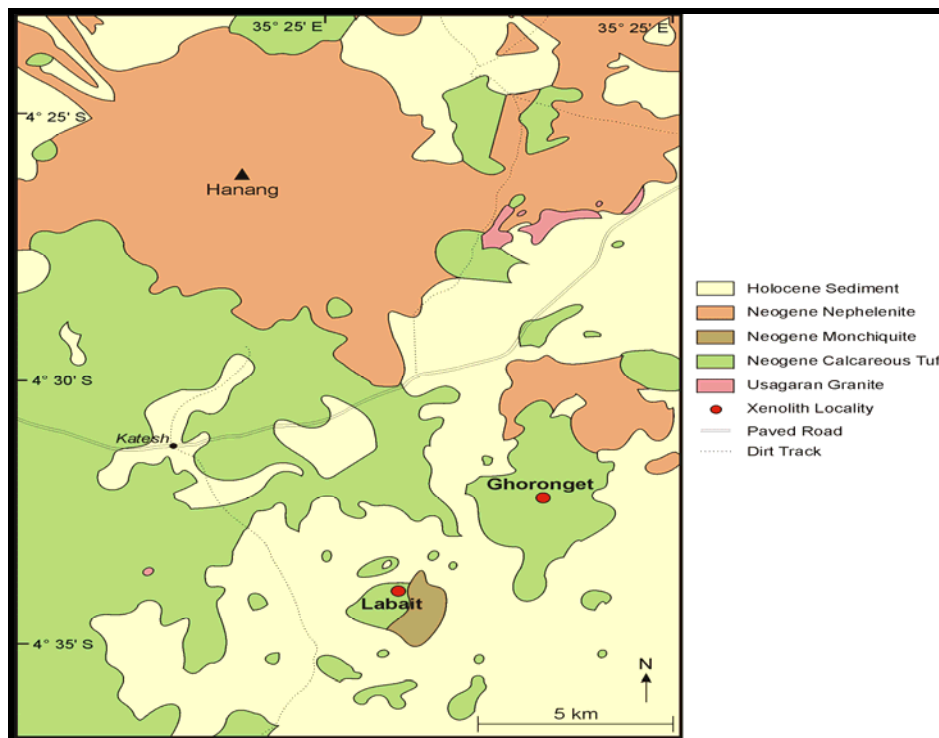 35° 25' E
35° 25' E
4° 25' S
Hanang
Holocene Sediment
Neogene Nephelenite
Neogene Monchiquite
Neogene Calcareous Tuf
Usagaran Granite
Xenolith Locality
Paved Road
Dirt Track
4° 30' S
Katesh
Ghoronget
Labait
4° 35' S
N
5 km